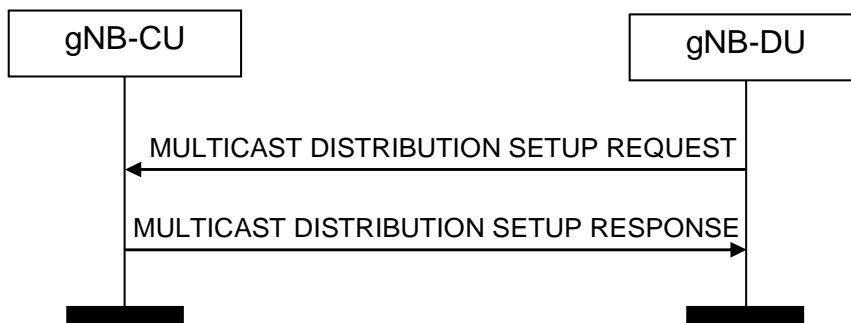 gNB-CU
gNB-DU
MULTICAST DISTRIBUTION SETUP REQUEST
MULTICAST DISTRIBUTION SETUP RESPONSE